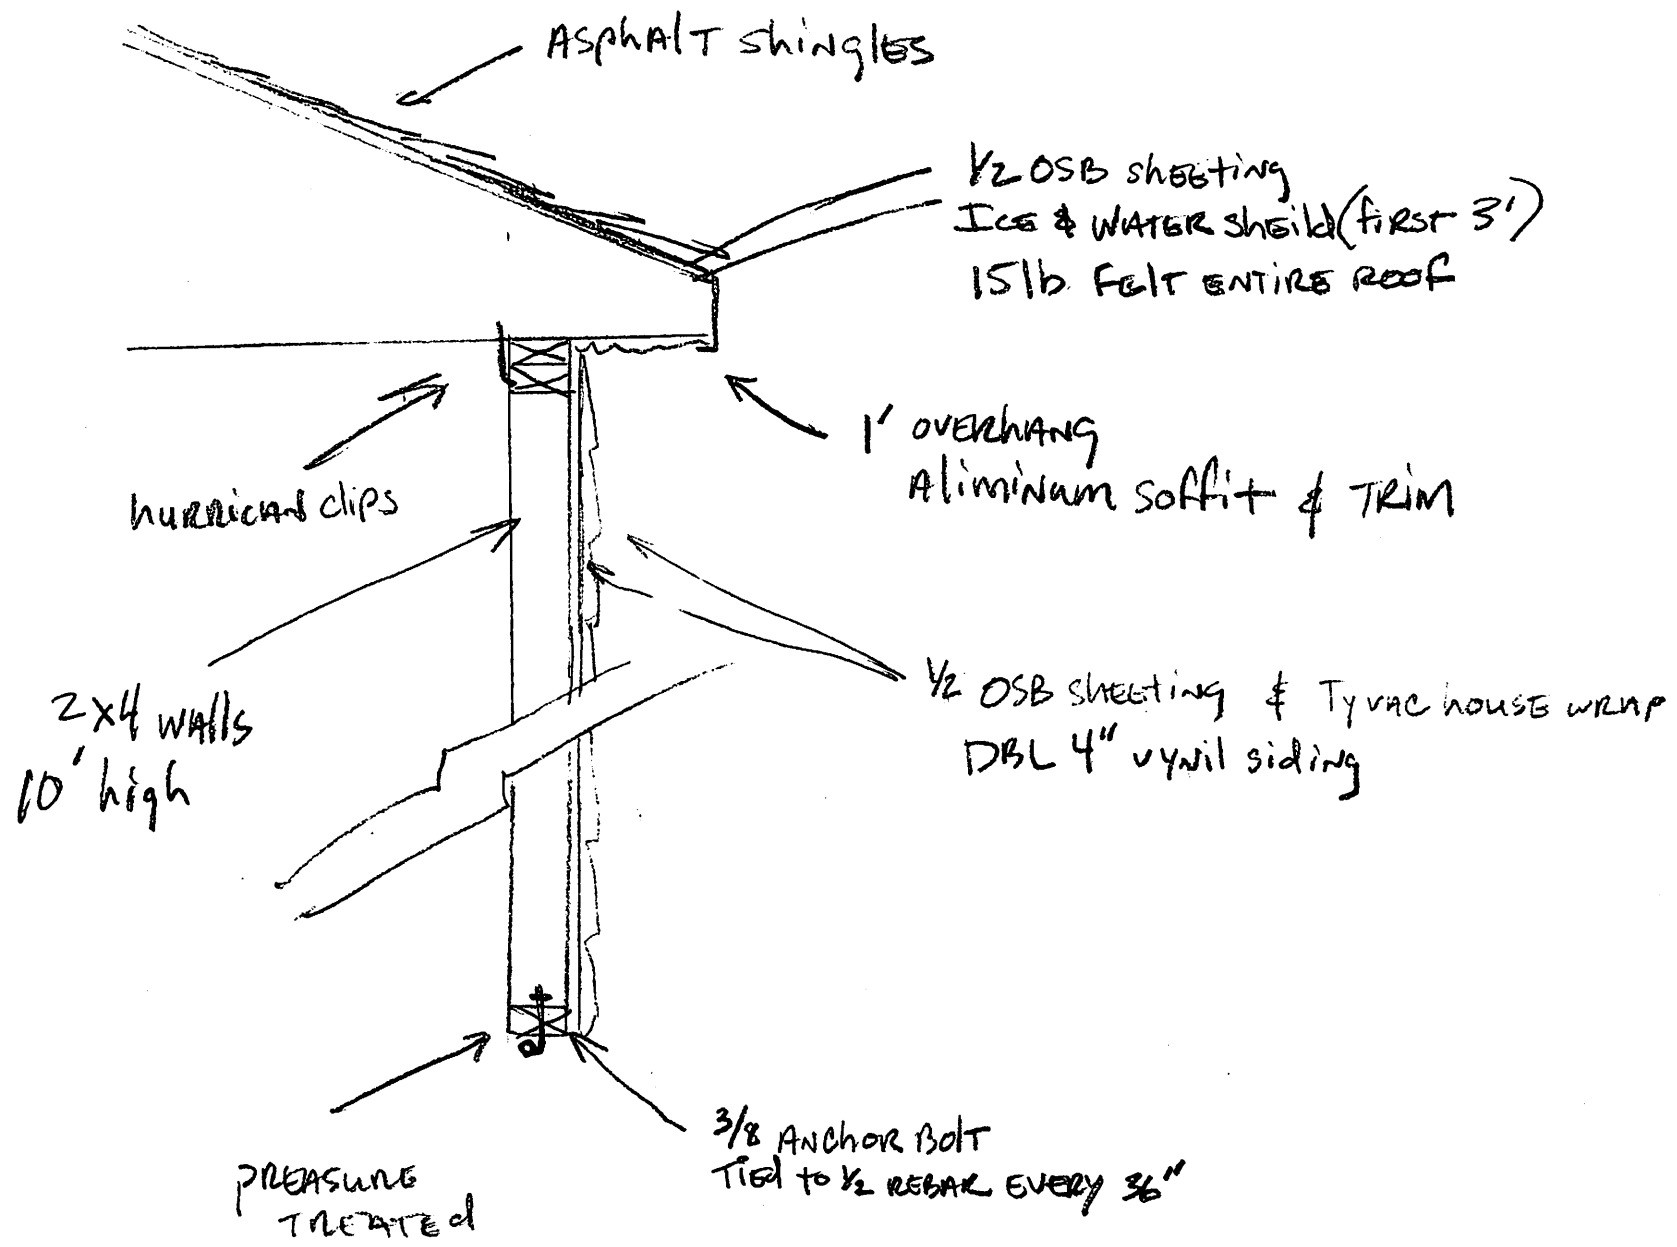 Asphalt shingles
1/2 OSB sheeting
Ice & water sheild (first 3')
15lb. felt entire roof
1' overhang
Aliminum soffit & trim
hurrican clips
2x4 walls
10' high
1/2 OSB sheeting & Tyvac house wrap
DBL 4" vynil siding
3/8 Anchor Bolt
Tied to 1/2 rebar every 36"
preasure
treated